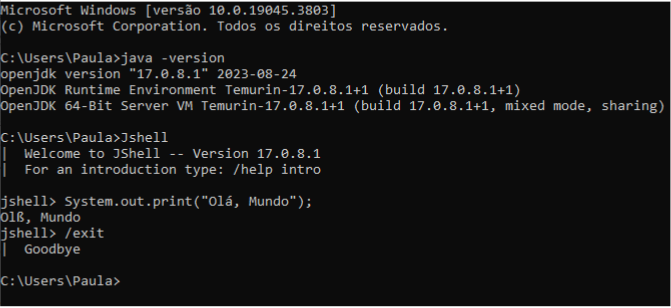 Microsoft Windows [versão 10.0.19045.3803]
(c) Microsoft Corporation. Todos os direitos reservados.
C:\Users\Paula>java -version
openjdk version "17.0.8.1" 2023-08-24
OpenJDK Runtime Environment Temurin-17.0.8.1+1 (build 17.0.8.1+1)
OpenJDK 64-Bit Server VM Temurin-17.0.8.1+1 (build 17.0.8.1+1, mixed mode, sharing)
C:\Users\Paula>Jshell
|  Welcome to JShell -- Version 17.0.8.1
|  For an introduction type: /help intro
jshell> System.out.print("Olá, Mundo");
Olß, Mundo
jshell> /exit
|  Goodbye
C:\Users\Paula>